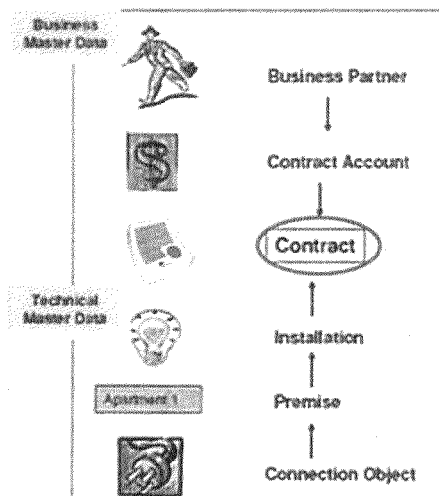 Business
Master Data
Business Partner
Contract Account
Contract
Technical
Master Data
Installation
Apartment 1
Premise
Connection Object